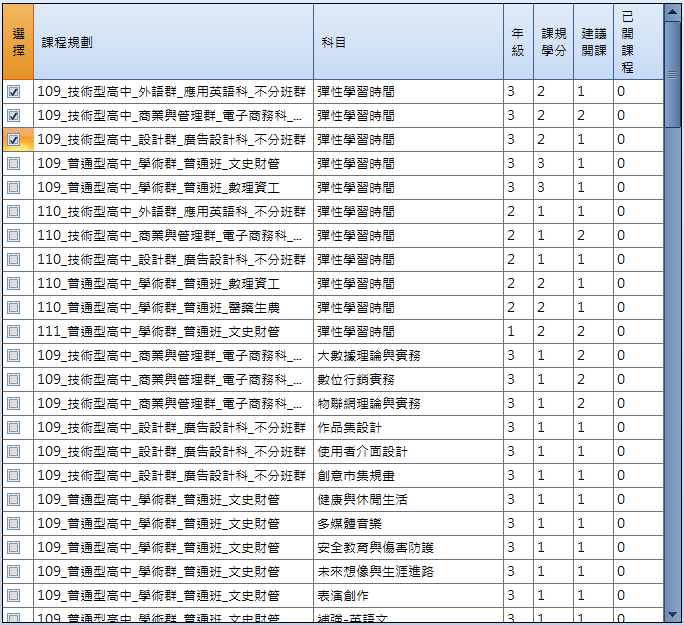 選擇 課程規劃 科目 年級 課規學分 建議開課 已開課程
109_技術型高中_外語群_應用英語科_不分班群 彈性學習時間 3 2 1 0
109_技術型高中_商業與管理群_電子商務科_... 彈性學習時間 3 2 2 0
109_技術型高中_設計群_廣告設計科_不分班群 彈性學習時間 3 2 1 0
109_普通型高中_學術群_普通班_文史財管 彈性學習時間 3 3 1 0
109_普通型高中_學術群_普通班_數理資工 彈性學習時間 3 3 1 0
110_技術型高中_外語群_應用英語科_不分班群 彈性學習時間 2 1 1 0
110_技術型高中_商業與管理群_電子商務科_... 彈性學習時間 2 1 2 0
110_技術型高中_設計群_廣告設計科_不分班群 彈性學習時間 2 1 1 0
110_普通型高中_學術群_普通班_數理資工 彈性學習時間 2 2 1 0
110_普通型高中_學術群_普通班_醫藥生農 彈性學習時間 2 2 1 0
111_普通型高中_學術群_普通班_文史財管 彈性學習時間 1 2 2 0
109_技術型高中_商業與管理群_電子商務科_... 大數據理論與實務 3 1 2 0
109_技術型高中_商業與管理群_電子商務科_... 數位行銷實務 3 1 2 0
109_技術型高中_商業與管理群_電子商務科_... 物聯網理論與實務 3 1 2 0
109_技術型高中_設計群_廣告設計科_不分班群 作品集設計 3 1 1 0
109_技術型高中_設計群_廣告設計科_不分班群 使用者介面設計 3 1 1 0
109_技術型高中_設計群_廣告設計科_不分班群 創意市集規畫 3 1 1 0
109_普通型高中_學術群_普通班_文史財管 健康與休閒生活 3 1 1 0
109_普通型高中_學術群_普通班_文史財管 多媒體音樂 3 1 1 0
109_普通型高中_學術群_普通班_文史財管 安全教育與傷害防護 3 1 1 0
109_普通型高中_學術群_普通班_文史財管 未來想像與生涯進路 3 1 1 0
109_普通型高中_學術群_普通班_文史財管 表演創作 3 1 1 0
109_普通型高中_學術群_普通班_文史財管 補強-英語文 3 1 1 0